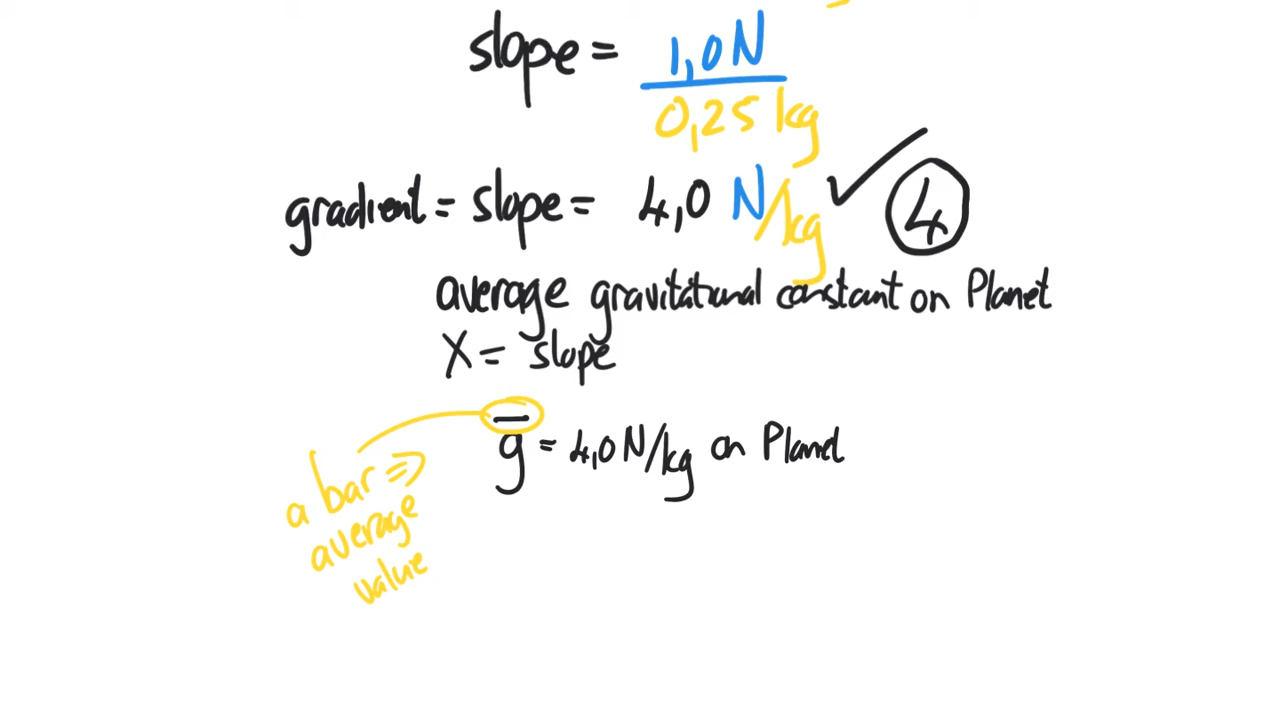 slope = 1,0 N
0,25 kg
gradient = slope = 4,0 N/kg ✓ 4
average gravitational constant on Planet
X = slope
g̅ = 4,0 N/kg on Planet
a bar ⇒
average
value